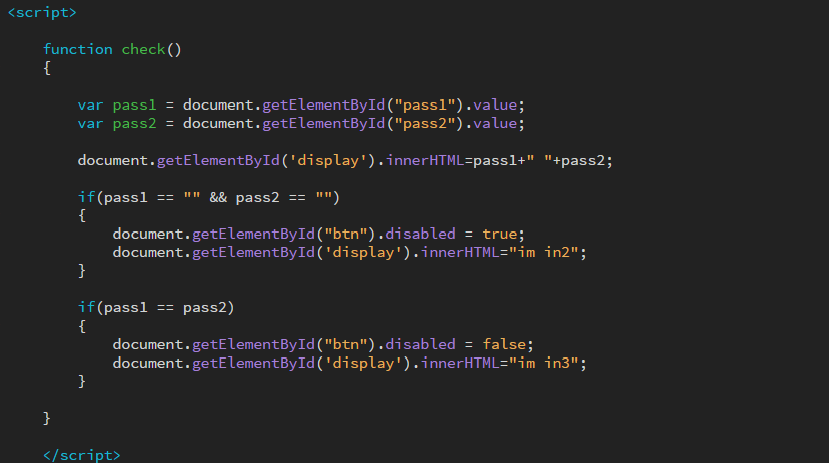 <script>
function check()
{
var pass1 = document.getElementById("pass1").value;
var pass2 = document.getElementById("pass2").value;
document.getElementById('display').innerHTML=pass1+" "+pass2;
if(pass1 == "" && pass2 == "")
{
document.getElementById("btn").disabled = true;
document.getElementById('display').innerHTML="im in2";
}
if(pass1 == pass2)
{
document.getElementById("btn").disabled = false;
document.getElementById('display').innerHTML="im in3";
}
}
</script>